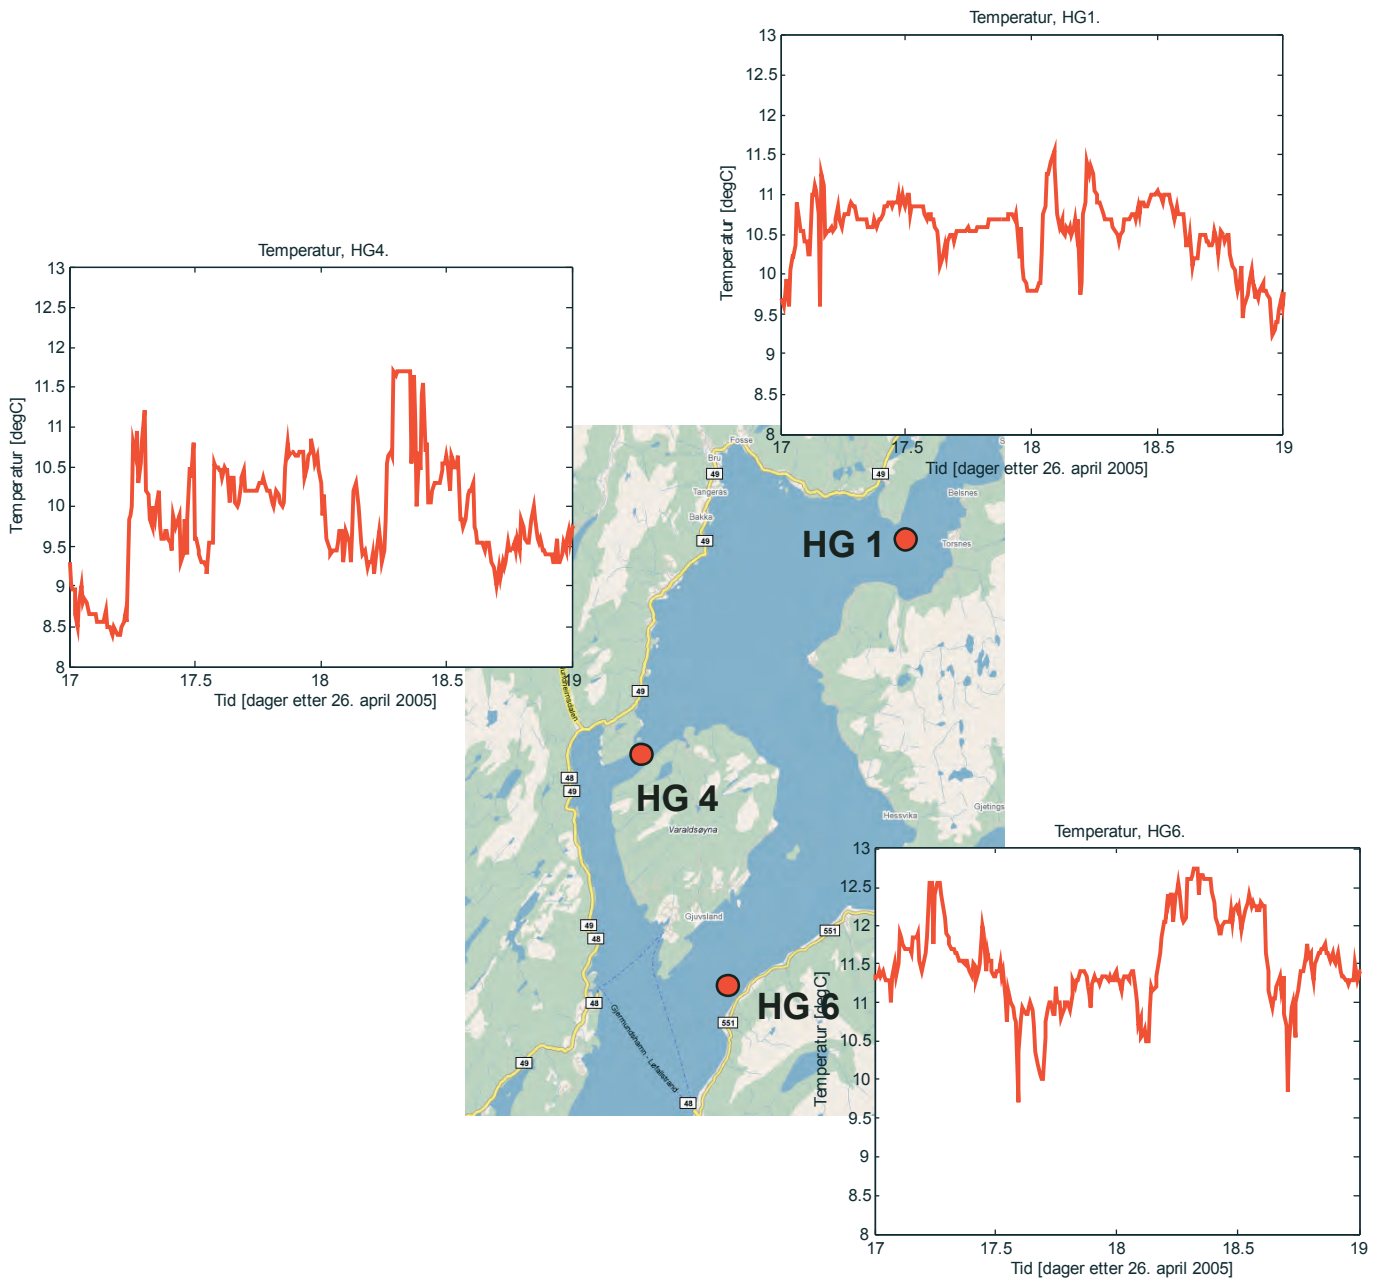 Temperatur, HG1.
13
12.5
12
11.5
11
10.5
10
9.5
9
8.5
8
Temperatur [degC]
17
17.5
18
18.5
19
Tid [dager etter 26. april 2005]
Temperatur, HG4.
13
12.5
12
11.5
11
10.5
10
9.5
9
8.5
8
Temperatur [degC]
17
17.5
18
18.5
19
Tid [dager etter 26. april 2005]
Fosse
Bru
49
49
Tangerås
Belsnes
Bakka
49
HG 1
Torsnes
49
48
49
HG 4
Varaldsøyna
Hessvika
Gjetings
Gjuvsland
49
48
551
48
HG 6
551
Gjermundshamn - Løfallstrand
49
48
Temperatur, HG6.
13
12.5
12
11.5
11
10.5
10
9.5
9
8.5
8
Temperatur [degC]
17
17.5
18
18.5
19
Tid [dager etter 26. april 2005]